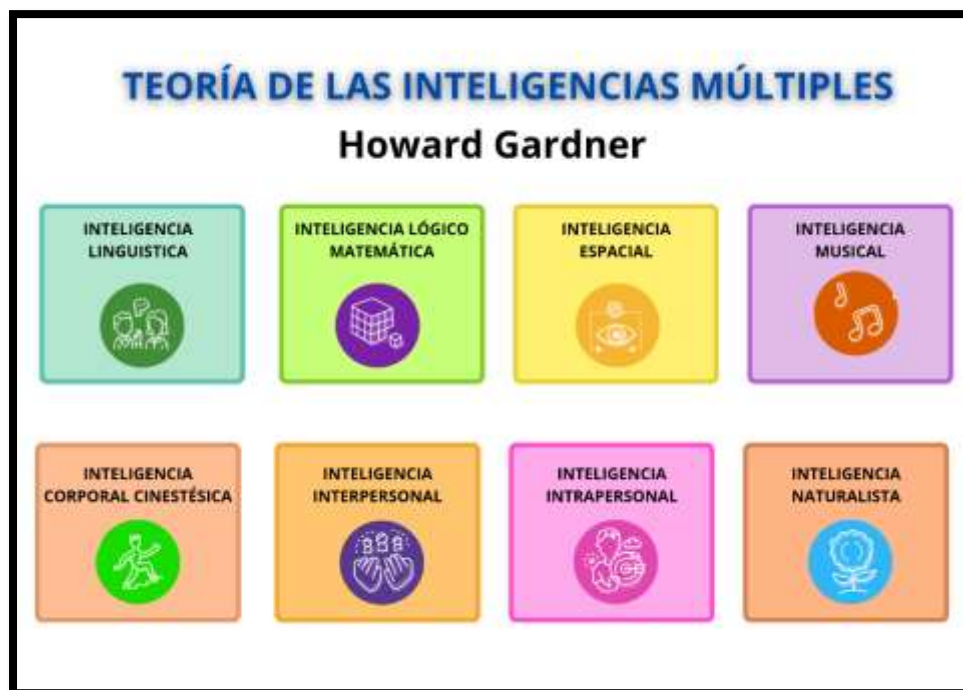 TEORÍA DE LAS INTELIGENCIAS MÚLTIPLES
Howard Gardner
INTELIGENCIA
LINGUISTICA
INTELIGENCIA LÓGICO
MATEMÁTICA
INTELIGENCIA
ESPACIAL
INTELIGENCIA
MUSICAL
INTELIGENCIA
CORPORAL CINESTÉSICA
INTELIGENCIA
INTERPERSONAL
INTELIGENCIA
INTRAPERSONAL
INTELIGENCIA
NATURALISTA